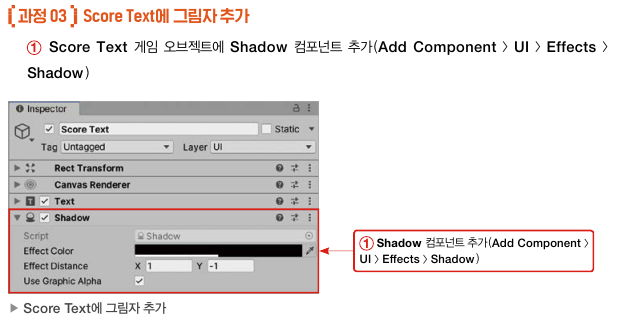 [과정 03] Score Text에 그림자 추가
① Score Text 게임 오브젝트에 Shadow 컴포넌트 추가(Add Component > UI > Effects >
Shadow)
Inspector
Score Text Static
Tag Untagged Layer UI
Rect Transform
Canvas Renderer
Text
Shadow
Script Shadow
Effect Color
Effect Distance X 1 Y -1
Use Graphic Alpha
① Shadow 컴포넌트 추가(Add Component >
UI > Effects > Shadow)
▶ Score Text에 그림자 추가